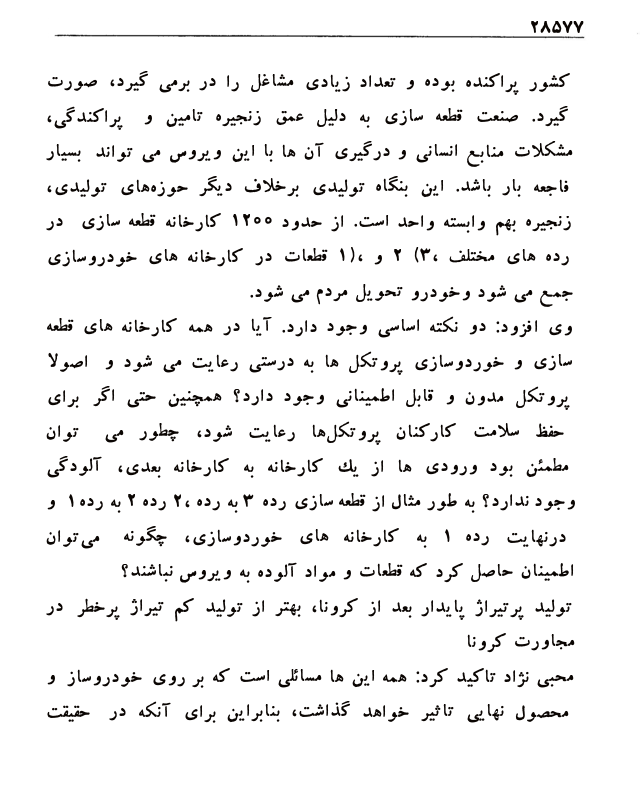 ۲۸۵۷۷
کشور پراکنده بوده و تعداد زیادی مشاغل را در برمی گیرد، صورت
گیرد. صنعت قطعه سازی به دلیل عمق زنجیره تامین و پراکندگی،
مشکلات منابع انسانی و درگیری آن ها با این ویروس می تواند بسیار
فاجعه بار باشد. این بنگاه تولیدی برخلاف دیگر حوزه‌های تولیدی،
زنجیره بهم وابسته واحد است. از حدود ۱۲۰۰ کارخانه قطعه سازی در
رده های مختلف ،۳) ۲ و ،(۱ قطعات در کارخانه های خودروسازی
جمع می شود وخودرو تحویل مردم می شود.
وی افزود: دو نکته اساسی وجود دارد. آیا در همه کارخانه های قطعه
سازی و خوردوسازی پروتکل ها به درستی رعایت می شود و اصولا
پروتکل مدون و قابل اطمینانی وجود دارد؟ همچنین حتی اگر برای
حفظ سلامت کارکنان پروتکل‌ها رعایت شود، چطور می توان
مطمئن بود ورودی ها از یك کارخانه به کارخانه بعدی، آلودگی
وجود ندارد؟ به طور مثال از قطعه سازی رده ۳ به رده ،۲ رده ۲ به رده ۱ و
درنهایت رده ۱ به کارخانه های خوردوسازی، چگونه می‌توان
اطمینان حاصل کرد که قطعات و مواد آلوده به ویروس نباشند؟
تولید پرتیراژ پایدار بعد از کرونا، بهتر از تولید کم تیراژ پرخطر در
مجاورت کرونا
محبی نژاد تاکید کرد: همه این ها مسائلی است که بر روی خودروساز و
محصول نهایی تاثیر خواهد گذاشت، بنابراین برای آنکه در حقیقت